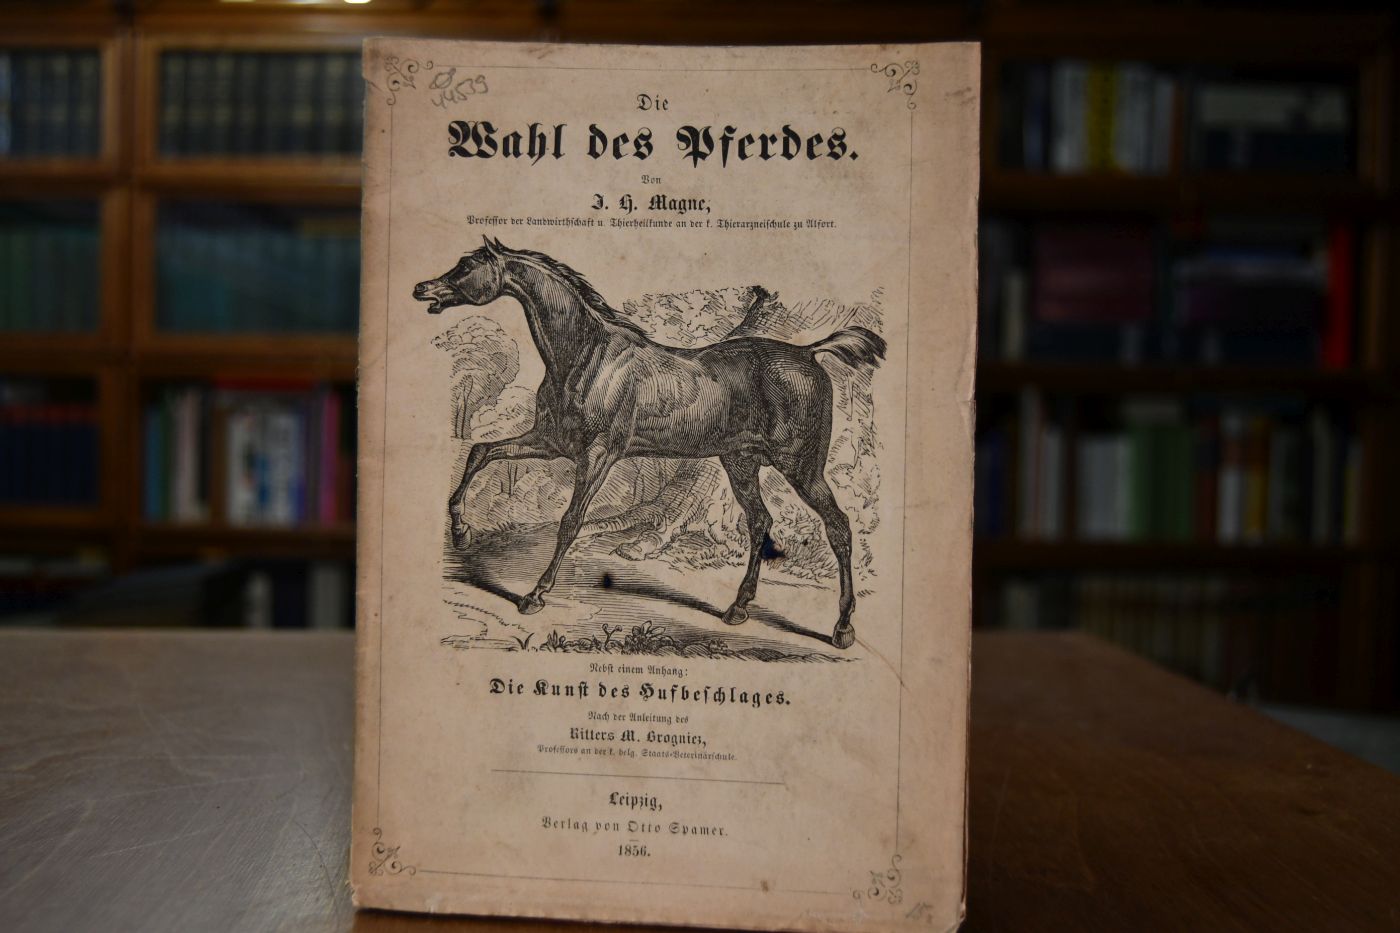 44539
Die
Wahl des Pferdes.
Von
J. H. Magne,
Professor der Landwirthschaft u. Thierheilkunde an der k. Thierarzneischule zu Alfort.
Nebst einem Anhang:
Die Kunst des Hufbeschlages.
Nach der Anleitung des
Ritters M. Brogniez,
Professors an der k. belg. Staats-Veterinärschule.
Leipzig,
Verlag von Otto Spamer.
1856.